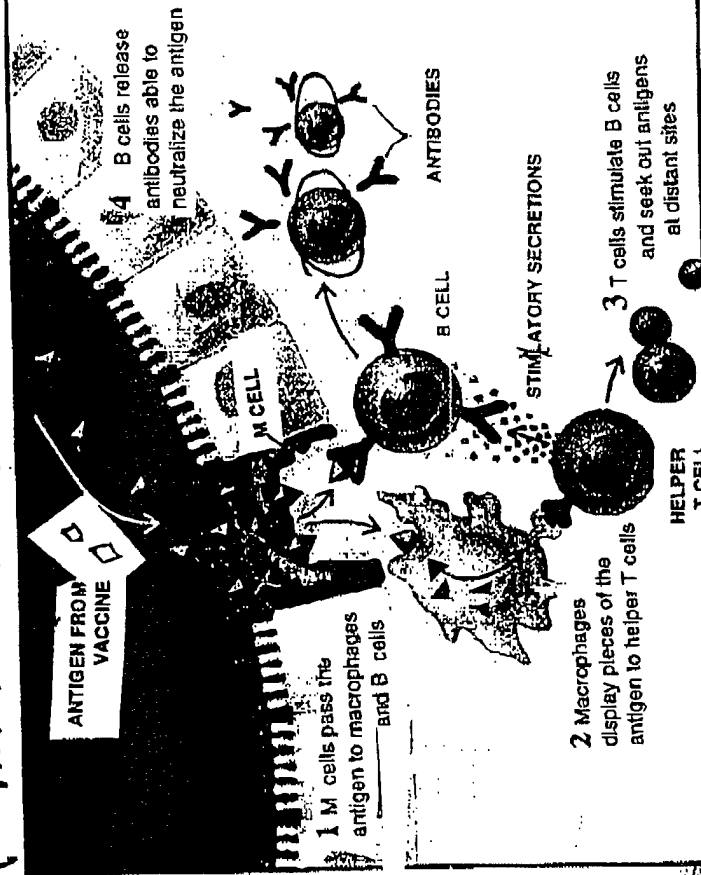 ANTIGEN FROM
VACCINE
1 M cells pass the
antigen to macrophages
and B cells
M CELL
2 Macrophages
display pieces of the
antigen to helper T cells
HELPER
T CELL
STIMULATORY SECRETIONS
3 T cells stimulate B cells
and seek out antigens
at distant sites
B CELL
4 B cells release
antibodies able to
neutralize the antigen
ANTIBODIES